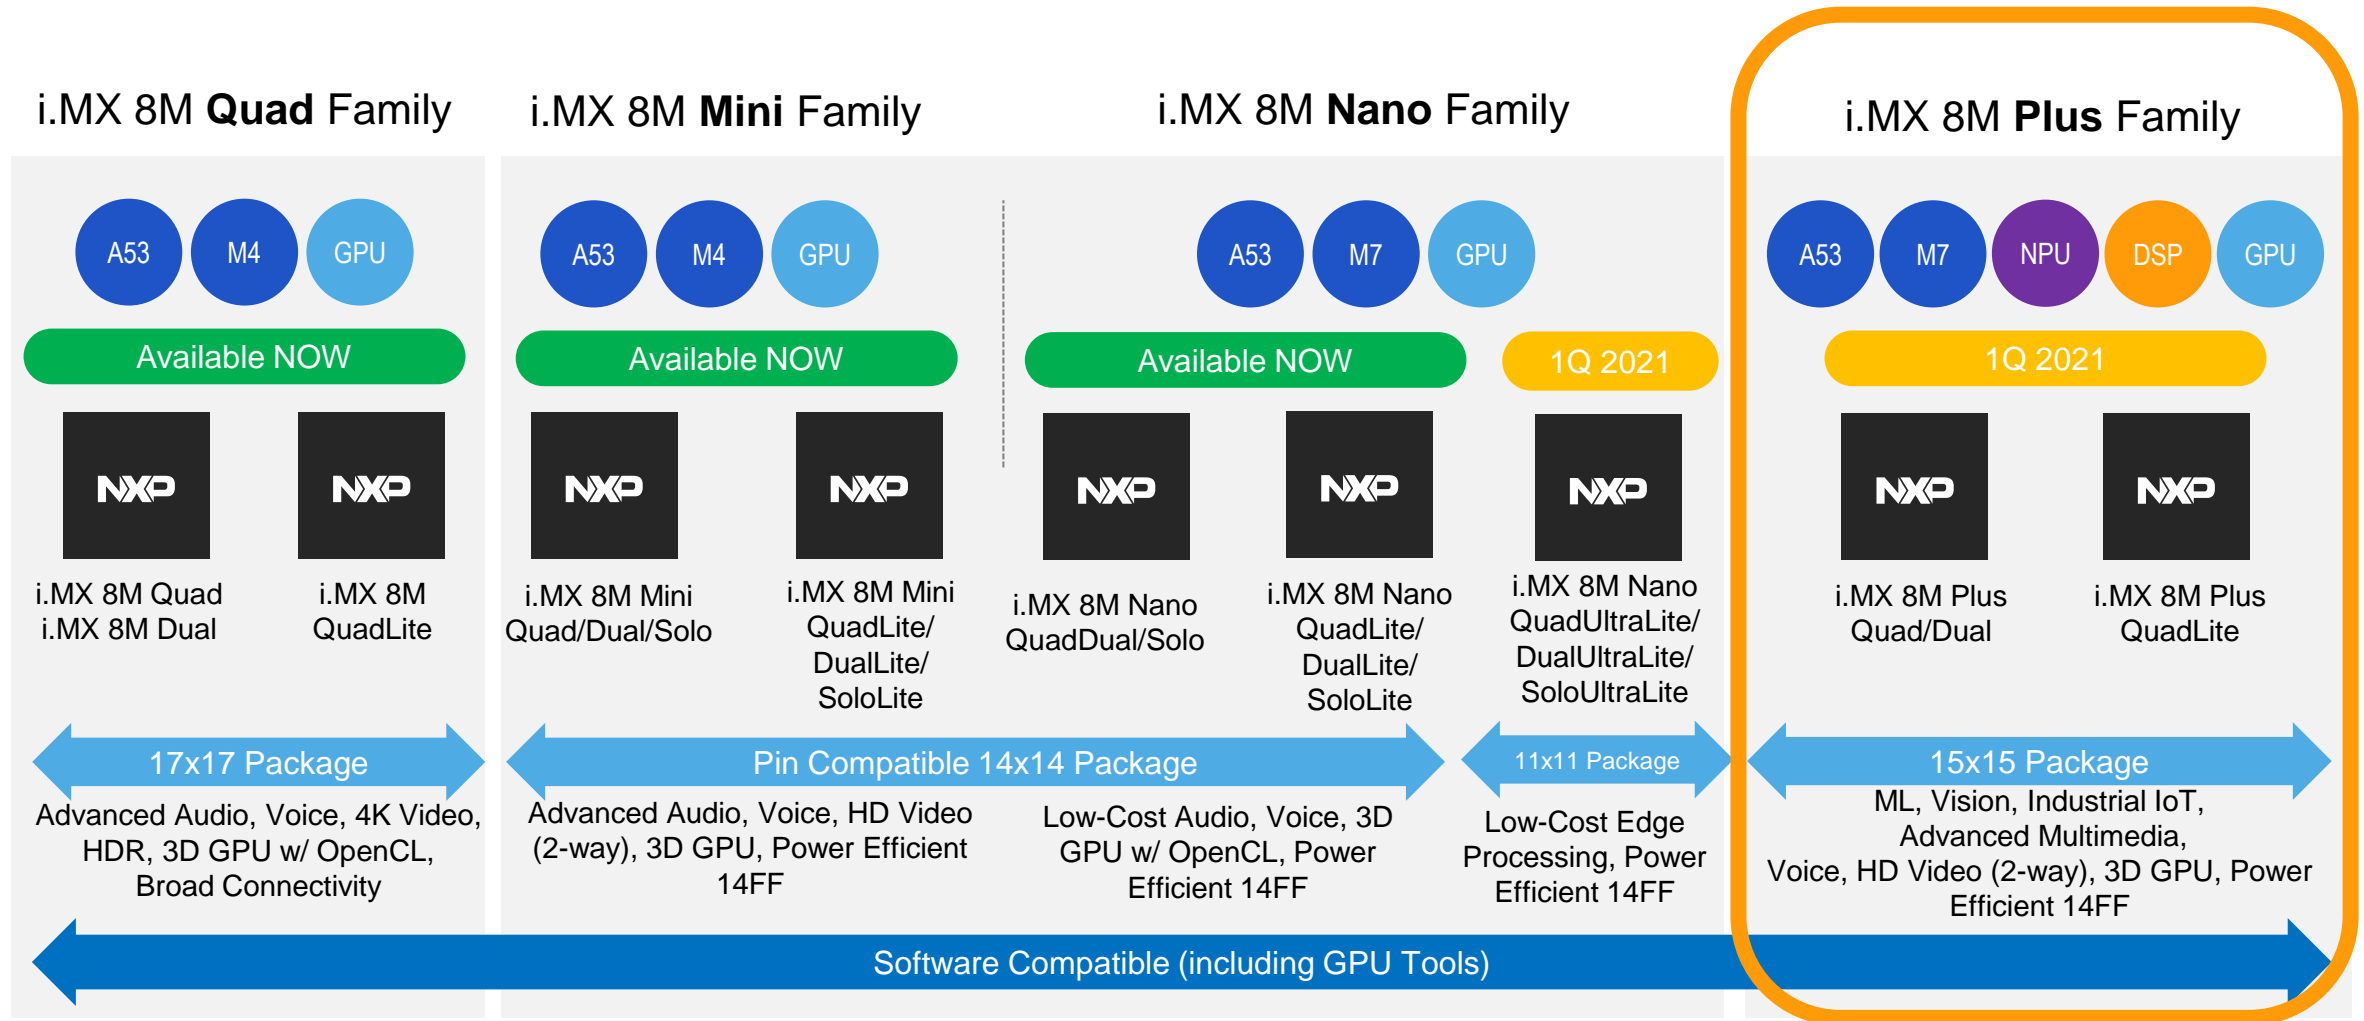 i.MX 8M Quad Family
i.MX 8M Mini Family
i.MX 8M Nano Family
i.MX 8M Plus Family
A53
M4
GPU
A53
M4
GPU
A53
M7
GPU
A53
M7
NPU
DSP
GPU
Available NOW
Available NOW
Available NOW
1Q 2021
1Q 2021
NXP
NXP
NXP
NXP
NXP
NXP
NXP
NXP
NXP
i.MX 8M Quad
i.MX 8M Dual
i.MX 8M
QuadLite
i.MX 8M Mini
Quad/Dual/Solo
i.MX 8M Mini
QuadLite/
DualLite/
SoloLite
i.MX 8M Nano
QuadDual/Solo
i.MX 8M Nano
QuadLite/
DualLite/
SoloLite
i.MX 8M Nano
QuadUltraLite/
DualUltraLite/
SoloUltraLite
i.MX 8M Plus
Quad/Dual
i.MX 8M Plus
QuadLite
17x17 Package
Pin Compatible 14x14 Package
11x11 Package
15x15 Package
Advanced Audio, Voice, 4K Video,
HDR, 3D GPU w/ OpenCL,
Broad Connectivity
Advanced Audio, Voice, HD Video
(2-way), 3D GPU, Power Efficient
14FF
Low-Cost Audio, Voice, 3D
GPU w/ OpenCL, Power
Efficient 14FF
Low-Cost Edge
Processing, Power
Efficient 14FF
ML, Vision, Industrial IoT,
Advanced Multimedia,
Voice, HD Video (2-way), 3D GPU, Power
Efficient 14FF
Software Compatible (including GPU Tools)